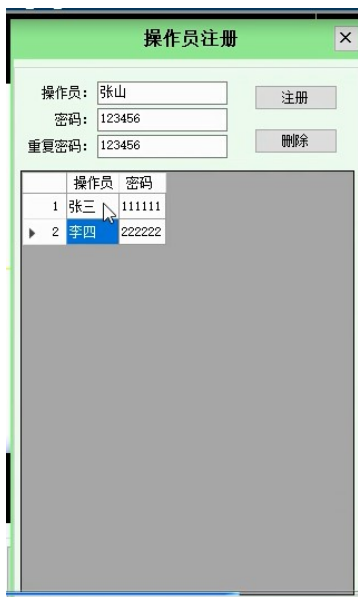 操作员注册
操作员： 张山 注册
密码： 123456
重复密码： 123456 删除
操作员 密码
1 张三 111111
2 李四 222222